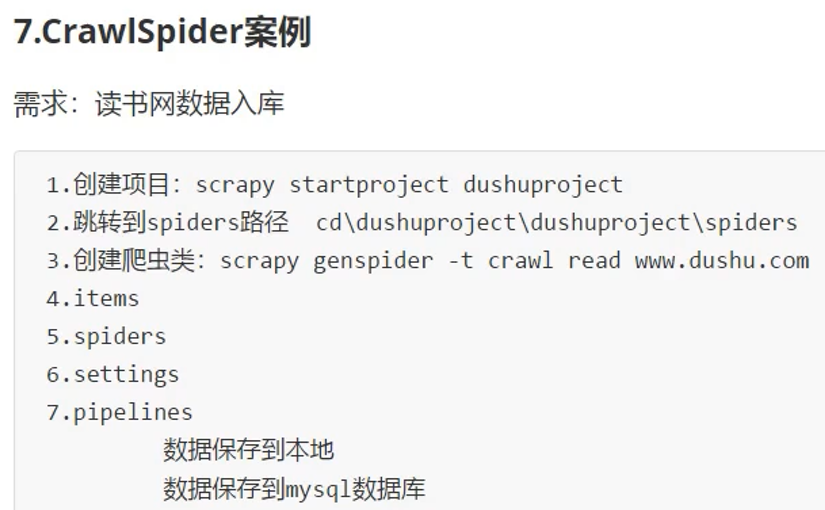 7.CrawlSpider案例
需求：读书网数据入库
1.创建项目：scrapy startproject dushuproject
2.跳转到spiders路径  cd\dushuproject\dushuproject\spiders
3.创建爬虫类：scrapy genspider -t crawl read www.dushu.com
4.items
5.spiders
6.settings
7.pipelines
数据保存到本地
数据保存到mysql数据库